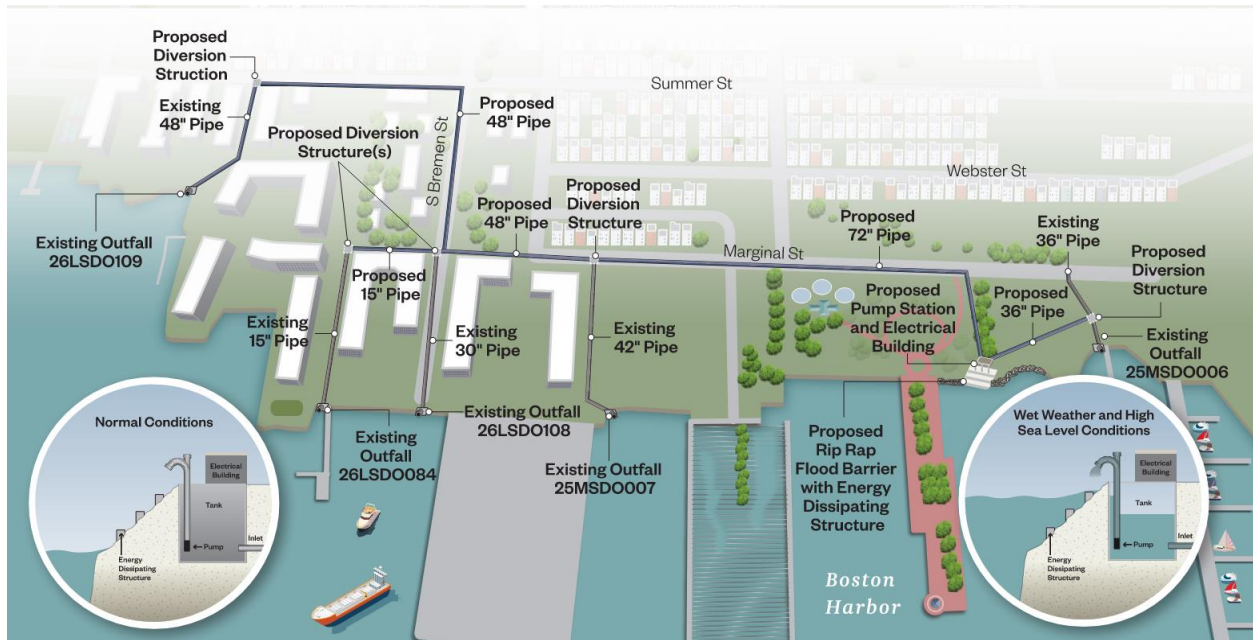 Proposed
Diversion
Struction
Summer St
Existing
48" Pipe
Proposed
48" Pipe
Proposed Diversion
Structure(s)
S Bremen St
Webster St
Proposed
Diversion
Structure
Proposed
48" Pipe
Proposed
72" Pipe
Existing
36" Pipe
Existing Outfall
26LSDO109
Marginal St
Proposed
Diversion
Structure
Proposed
15" Pipe
Proposed
Pump Station
and Electrical
Building
Proposed
36" Pipe
Existing
15" Pipe
Existing
30" Pipe
Existing
42" Pipe
Existing
Outfall
25MSDO006
Existing
Outfall
26LSDO084
Existing Outfall
26LSDO108
Existing Outfall
25MSDO007
Proposed
Rip Rap
Flood Barrier
with Energy
Dissipating
Structure
Boston
Harbor
Normal Conditions
Electrical
Building
Tank
Inlet
Pump
Energy
Dissipating
Structure
Wet Weather and High
Sea Level Conditions
Electrical
Building
Tank
Inlet
Pump
Energy
Dissipating
Structure